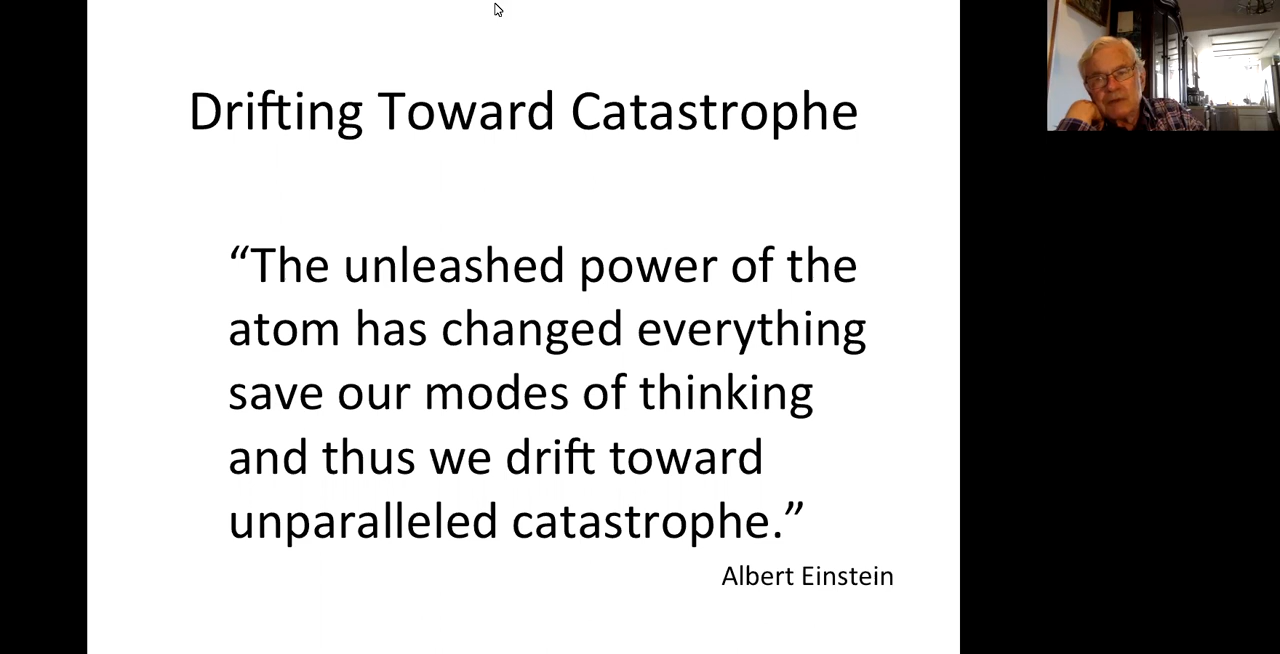 Drifting Toward Catastrophe
“The unleashed power of the
atom has changed everything
save our modes of thinking
and thus we drift toward
unparalleled catastrophe.”
Albert Einstein